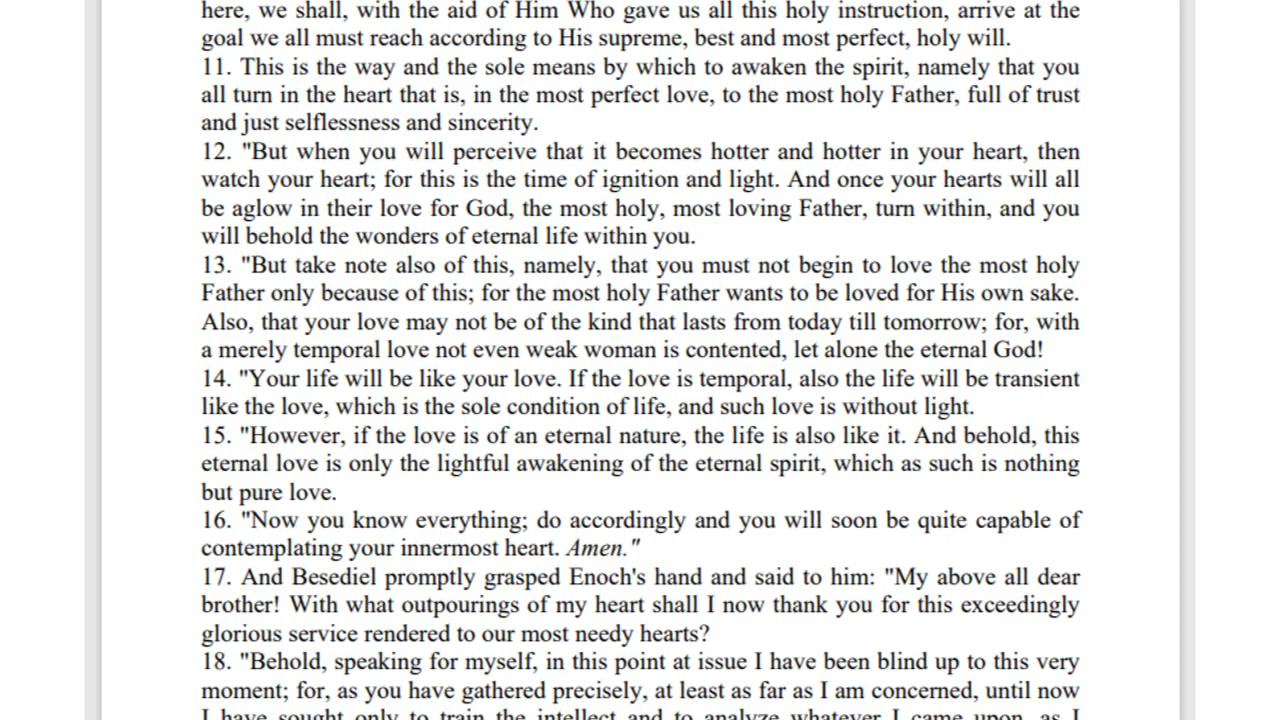 here, we shall, with the aid of Him Who gave us all this holy instruction, arrive at the
goal we all must reach according to His supreme, best and most perfect, holy will.
11. This is the way and the sole means by which to awaken the spirit, namely that you
all turn in the heart that is, in the most perfect love, to the most holy Father, full of trust
and just selflessness and sincerity.
12. "But when you will perceive that it becomes hotter and hotter in your heart, then
watch your heart; for this is the time of ignition and light. And once your hearts will all
be aglow in their love for God, the most holy, most loving Father, turn within, and you
will behold the wonders of eternal life within you.
13. "But take note also of this, namely, that you must not begin to love the most holy
Father only because of this; for the most holy Father wants to be loved for His own sake.
Also, that your love may not be of the kind that lasts from today till tomorrow; for, with
a merely temporal love not even weak woman is contented, let alone the eternal God!
14. "Your life will be like your love. If the love is temporal, also the life will be transient
like the love, which is the sole condition of life, and such love is without light.
15. "However, if the love is of an eternal nature, the life is also like it. And behold, this
eternal love is only the lightful awakening of the eternal spirit, which as such is nothing
but pure love.
16. "Now you know everything; do accordingly and you will soon be quite capable of
contemplating your innermost heart. Amen."
17. And Besediel promptly grasped Enoch's hand and said to him: "My above all dear
brother! With what outpourings of my heart shall I now thank you for this exceedingly
glorious service rendered to our most needy hearts?
18. "Behold, speaking for myself, in this point at issue I have been blind up to this very
moment; for, as you have gathered precisely, at least as far as I am concerned, until now
I have sought only to train the intellect and to analyze whatever I came upon, as I